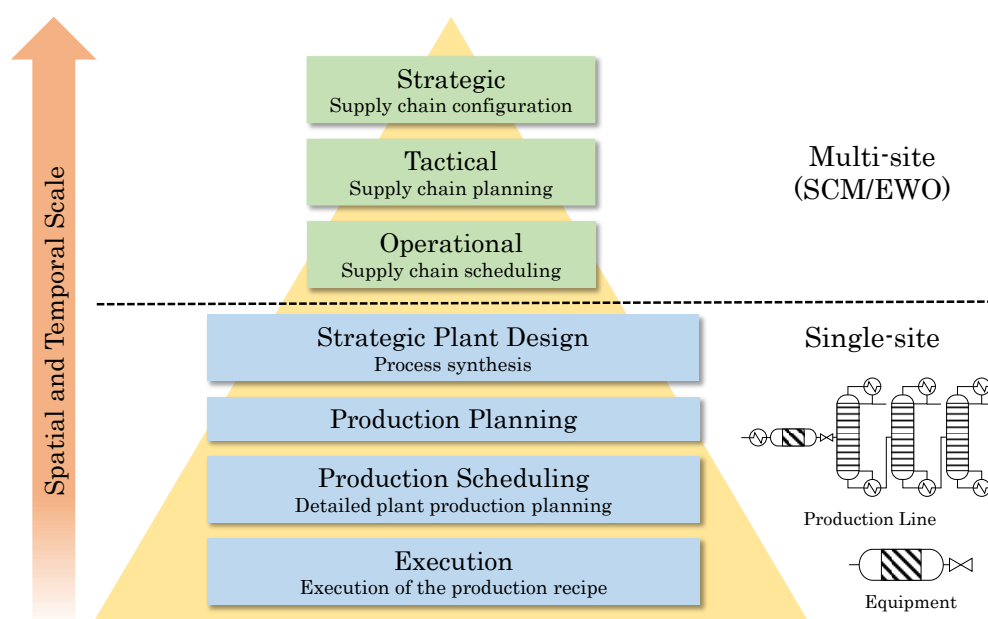 Spatial and Temporal Scale
Strategic
Supply chain configuration
Tactical
Supply chain planning
Operational
Supply chain scheduling
Multi-site
(SCM/EWO)
Strategic Plant Design
Process synthesis
Production Planning
Production Scheduling
Detailed plant production planning
Execution
Execution of the production recipe
Single-site
Production Line
Equipment